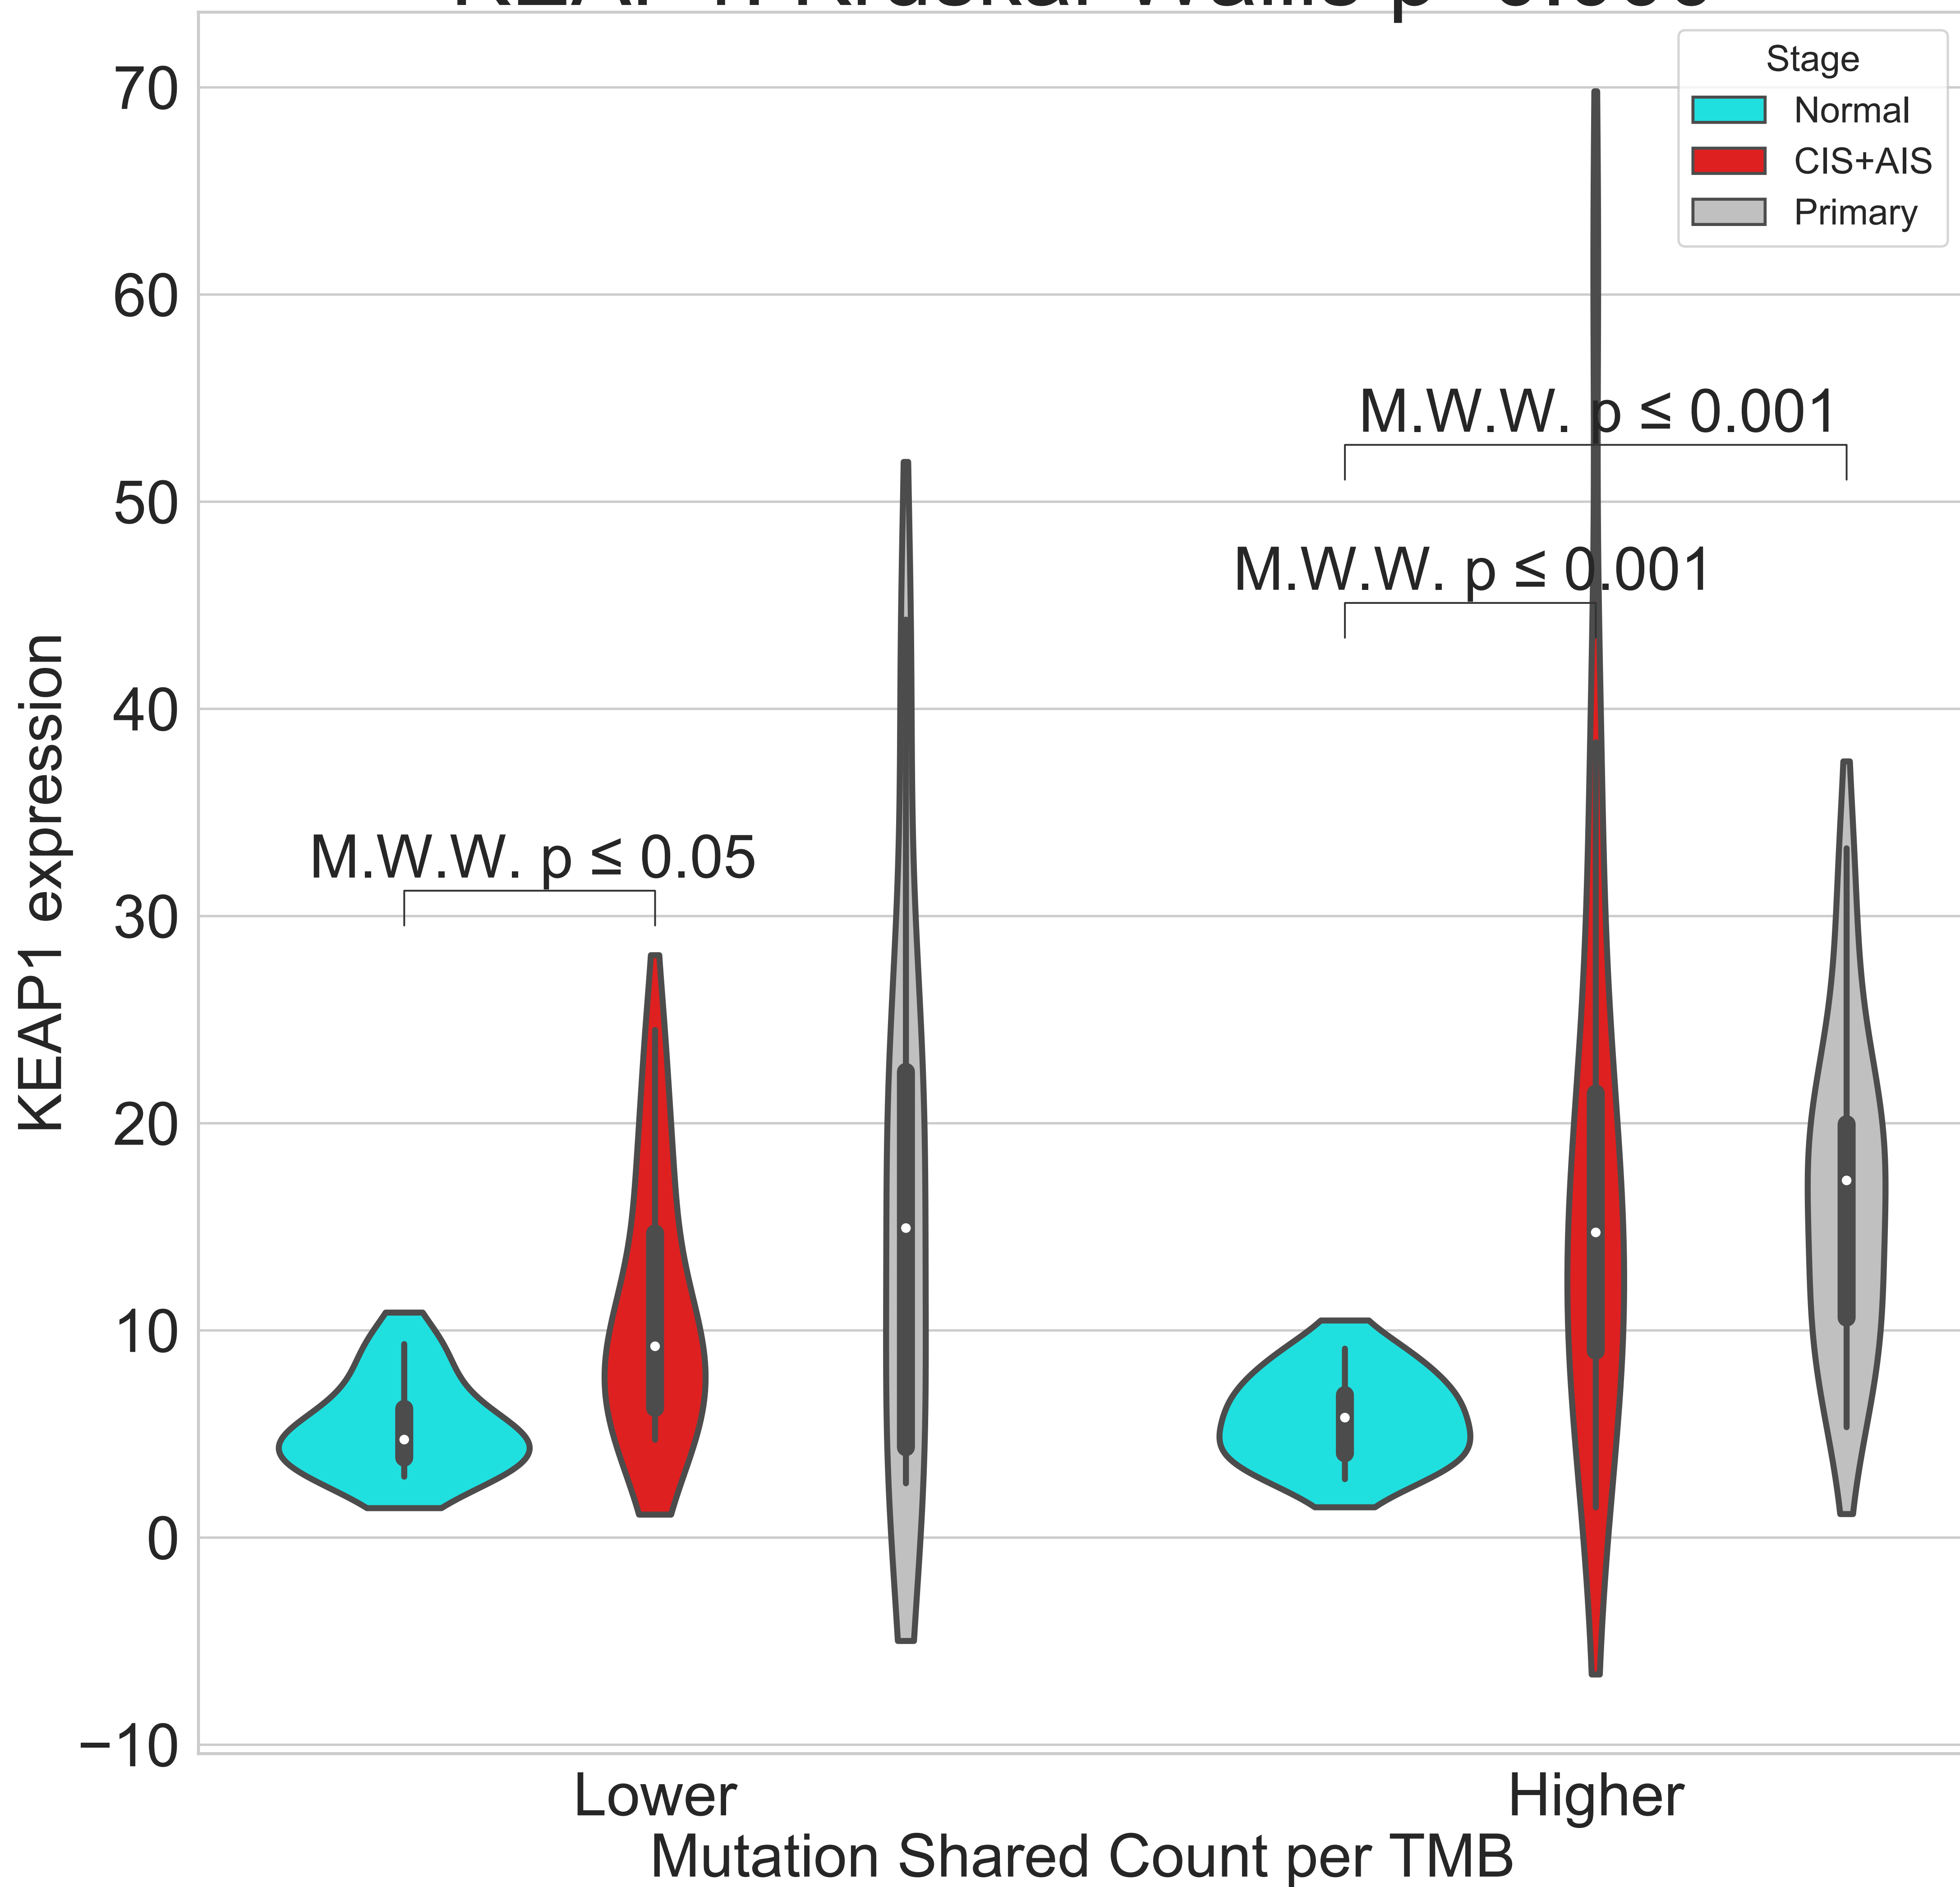 Stage
Normal
CIS+AIS
Primary
70
60
50
40
30
20
10
0
−10
KEAP1 expression
M.W.W. p ≤ 0.001
M.W.W. p ≤ 0.001
M.W.W. p ≤ 0.05
Lower
Higher
Mutation Shared Count per TMB